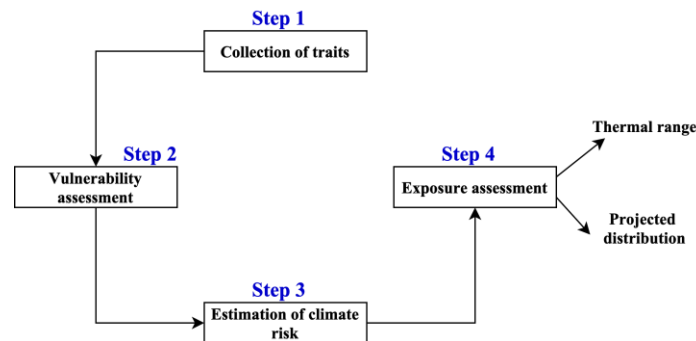 Step 1
Collection of traits
Step 2
Vulnerability
assessment
Step 3
Estimation of climate
risk
Step 4
Exposure assessment
Thermal range
Projected
distribution